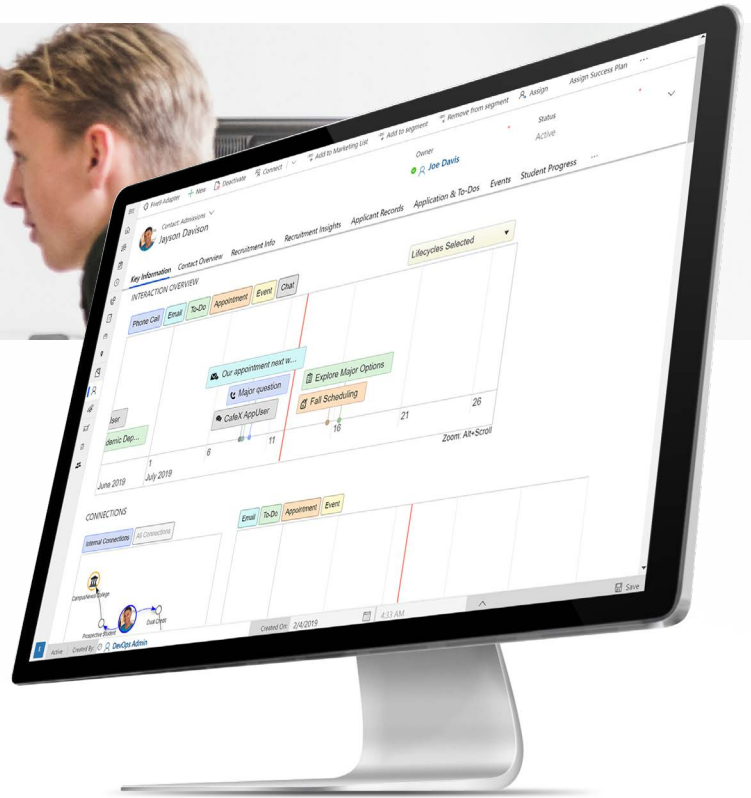 Fivell Adapter
New
Deactivate
Connect
Add to Marketing List
Add to segment
Remove from segment
Assign
Assign Success Plan
...
Contact: Admissions
Jayson Davison
Owner
Joe Davis
Status
Active
Key Information
Contact Overview
Recruitment Info
Recruitment Insights
Applicant Records
Application & To-Dos
Events
Student Progress
...
INTERACTION OVERVIEW
Lifecycles Selected
Phone Call
Email
To-Do
Appointment
Event
Chat
Our appointment next w...
Major question
CafeX AppUser
Explore Major Options
Fall Scheduling
demic Dep...
1
6
11
16
21
26
June 2019
July 2019
Zoom: Alt+Scroll
CONNECTIONS
Internal Connections
All Connections
Email
To-Do
Appointment
Event
Prospective Student
Dual Credit
Active
Created By:
DevOps Admin
Created On:
2/4/2019
4:33 AM
Save